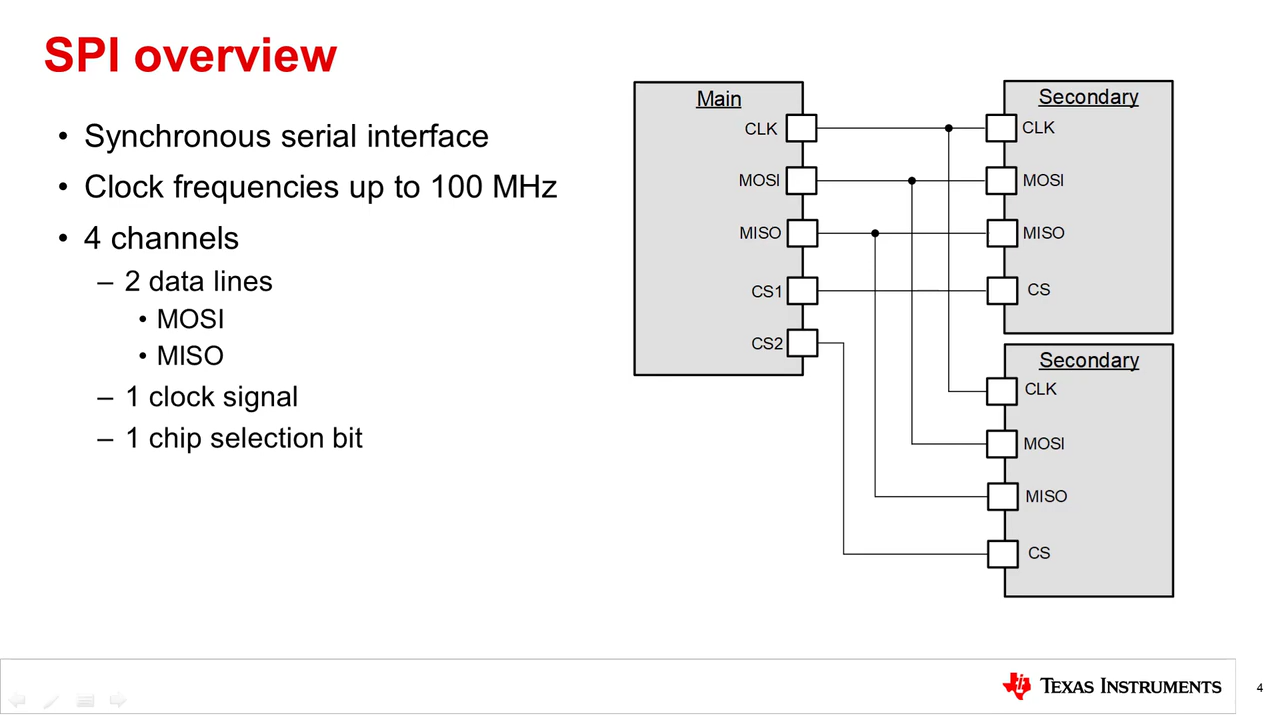 SPI overview
• Synchronous serial interface
• Clock frequencies up to 100 MHz
• 4 channels
– 2 data lines
• MOSI
• MISO
– 1 clock signal
– 1 chip selection bit
Main
CLK
MOSI
MISO
CS1
CS2
Secondary
CLK
MOSI
MISO
CS
Secondary
CLK
MOSI
MISO
CS
TEXAS INSTRUMENTS
4